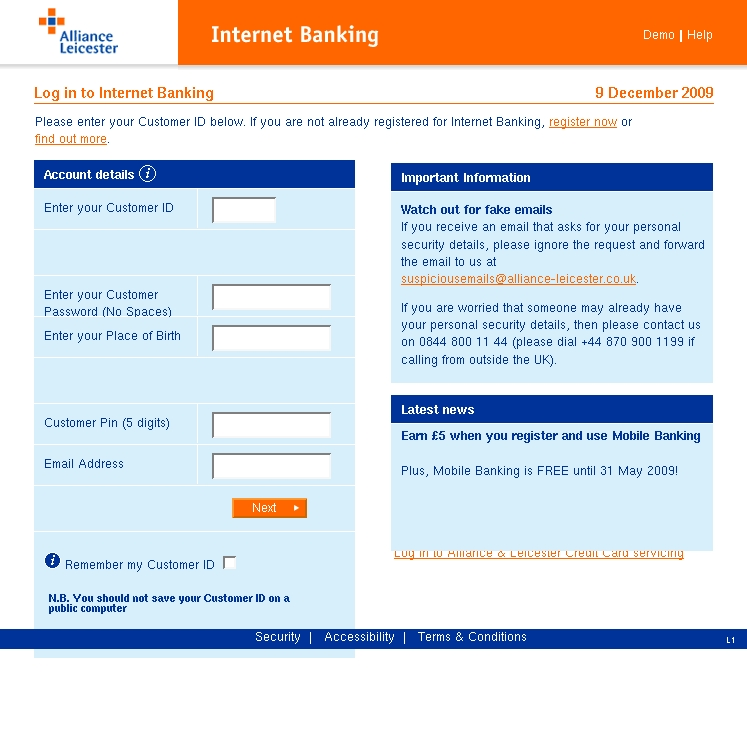 Alliance
Leicester
Internet Banking
Demo | Help
Log in to Internet Banking
9 December 2009
Please enter your Customer ID below. If you are not already registered for Internet Banking, register now or
find out more.
Account details i
Enter your Customer ID
Enter your Customer
Password (No Spaces)
Enter your Place of Birth
Customer Pin (5 digits)
Email Address
Next
i Remember my Customer ID
N.B. You should not save your Customer ID on a
public computer
Important Information
Watch out for fake emails
If you receive an email that asks for your personal
security details, please ignore the request and forward
the email to us at
suspiciousemails@alliance-leicester.co.uk.
If you are worried that someone may already have
your personal security details, then please contact us
on 0844 800 11 44 (please dial +44 870 900 1199 if
calling from outside the UK).
Latest news
Earn £5 when you register and use Mobile Banking
Plus, Mobile Banking is FREE until 31 May 2009!
Log in to Alliance & Leicester Credit Card servicing
Security | Accessibility | Terms & Conditions
L1